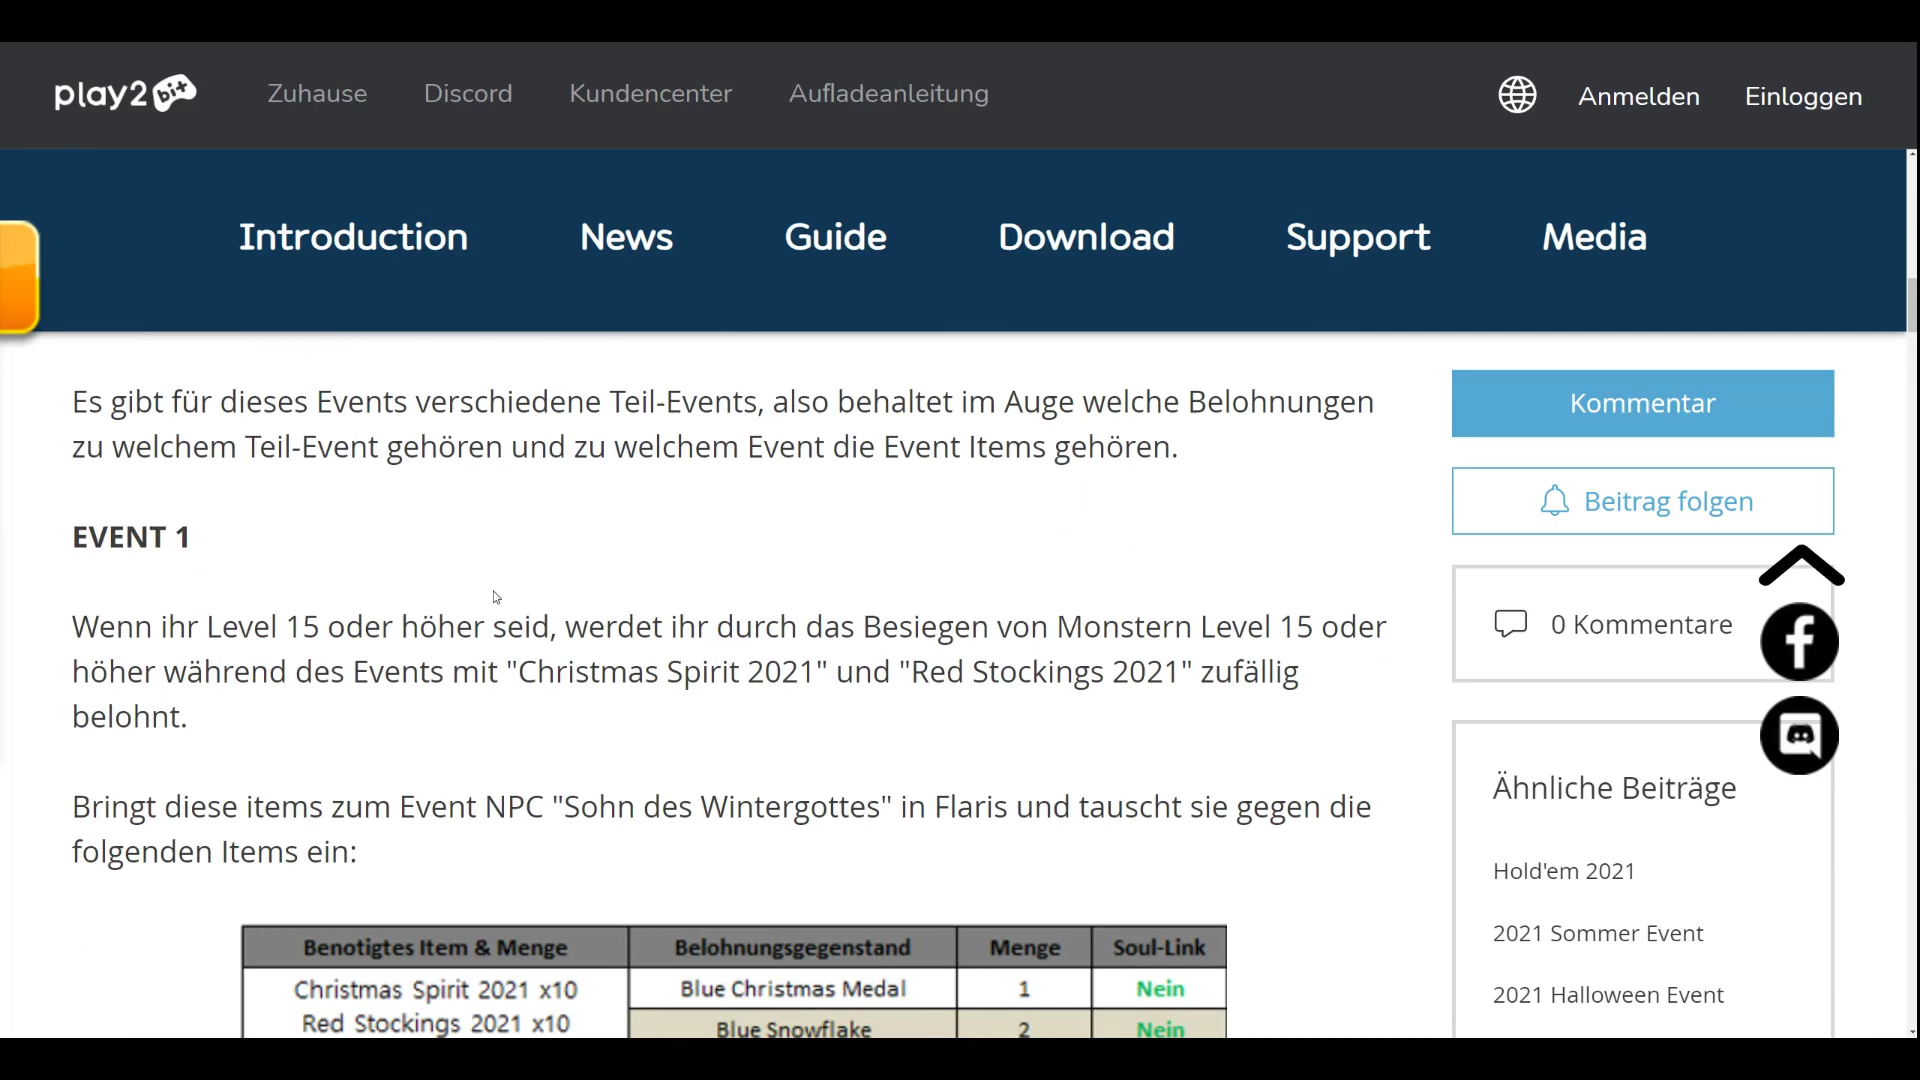 play2bit
Zuhause
Discord
Kundencenter
Aufladeanleitung
Anmelden
Einloggen
Introduction
News
Guide
Download
Support
Media
Es gibt für dieses Events verschiedene Teil-Events, also behaltet im Auge welche Belohnungen
zu welchem Teil-Event gehören und zu welchem Event die Event Items gehören.
EVENT 1
Wenn ihr Level 15 oder höher seid, werdet ihr durch das Besiegen von Monstern Level 15 oder
höher während des Events mit "Christmas Spirit 2021" und "Red Stockings 2021" zufällig
belohnt.
Bringt diese items zum Event NPC "Sohn des Wintergottes" in Flaris und tauscht sie gegen die
folgenden Items ein:
Benotigtes Item & Menge
Belohnungsgegenstand
Menge
Soul-Link
Christmas Spirit 2021 x10
Red Stockings 2021 x10
Blue Christmas Medal
1
Nein
Blue Snowflake
2
Nein
Kommentar
Beitrag folgen
0 Kommentare
Ähnliche Beiträge
Hold'em 2021
2021 Sommer Event
2021 Halloween Event